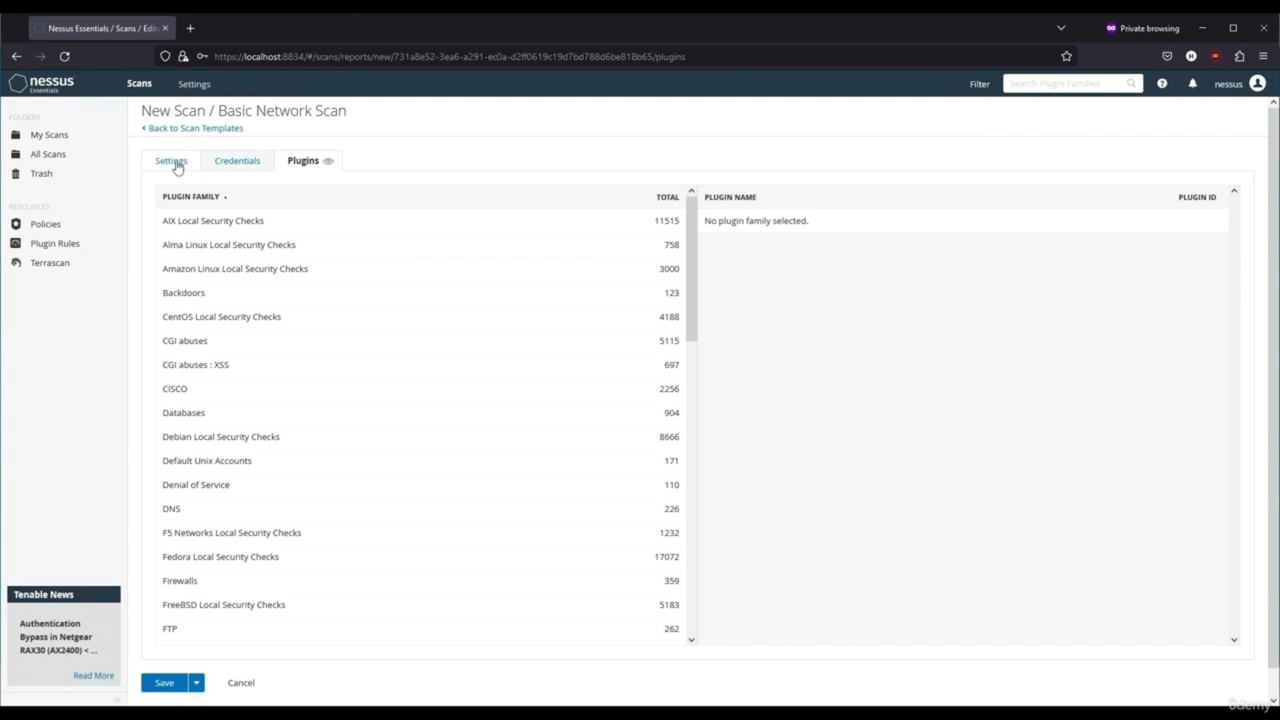 Nessus Essentials / Scans / Edit
Private browsing
https://localhost:8834/#/scans/reports/new/731a8e52-3ea6-a291-ec0a-d2ff0619c19d7bd788d6be818b65/plugins
nessus
Essentials
Scans
Settings
Filter
Search Plugin Families
nessus
FOLDERS
My Scans
All Scans
Trash
RESOURCES
Policies
Plugin Rules
Terrascan
New Scan / Basic Network Scan
Back to Scan Templates
Settings
Credentials
Plugins
PLUGIN FAMILY TOTAL
AIX Local Security Checks 11515
Alma Linux Local Security Checks 758
Amazon Linux Local Security Checks 3000
Backdoors 123
CentOS Local Security Checks 4188
CGI abuses 5115
CGI abuses : XSS 697
CISCO 2256
Databases 904
Debian Local Security Checks 8666
Default Unix Accounts 171
Denial of Service 110
DNS 226
F5 Networks Local Security Checks 1232
Fedora Local Security Checks 17072
Firewalls 359
FreeBSD Local Security Checks 5183
FTP 262
PLUGIN NAME PLUGIN ID
No plugin family selected.
Tenable News
Authentication
Bypass in Netgear
RAX30 (AX2400) < ...
Read More
Save
Cancel
ûdemy